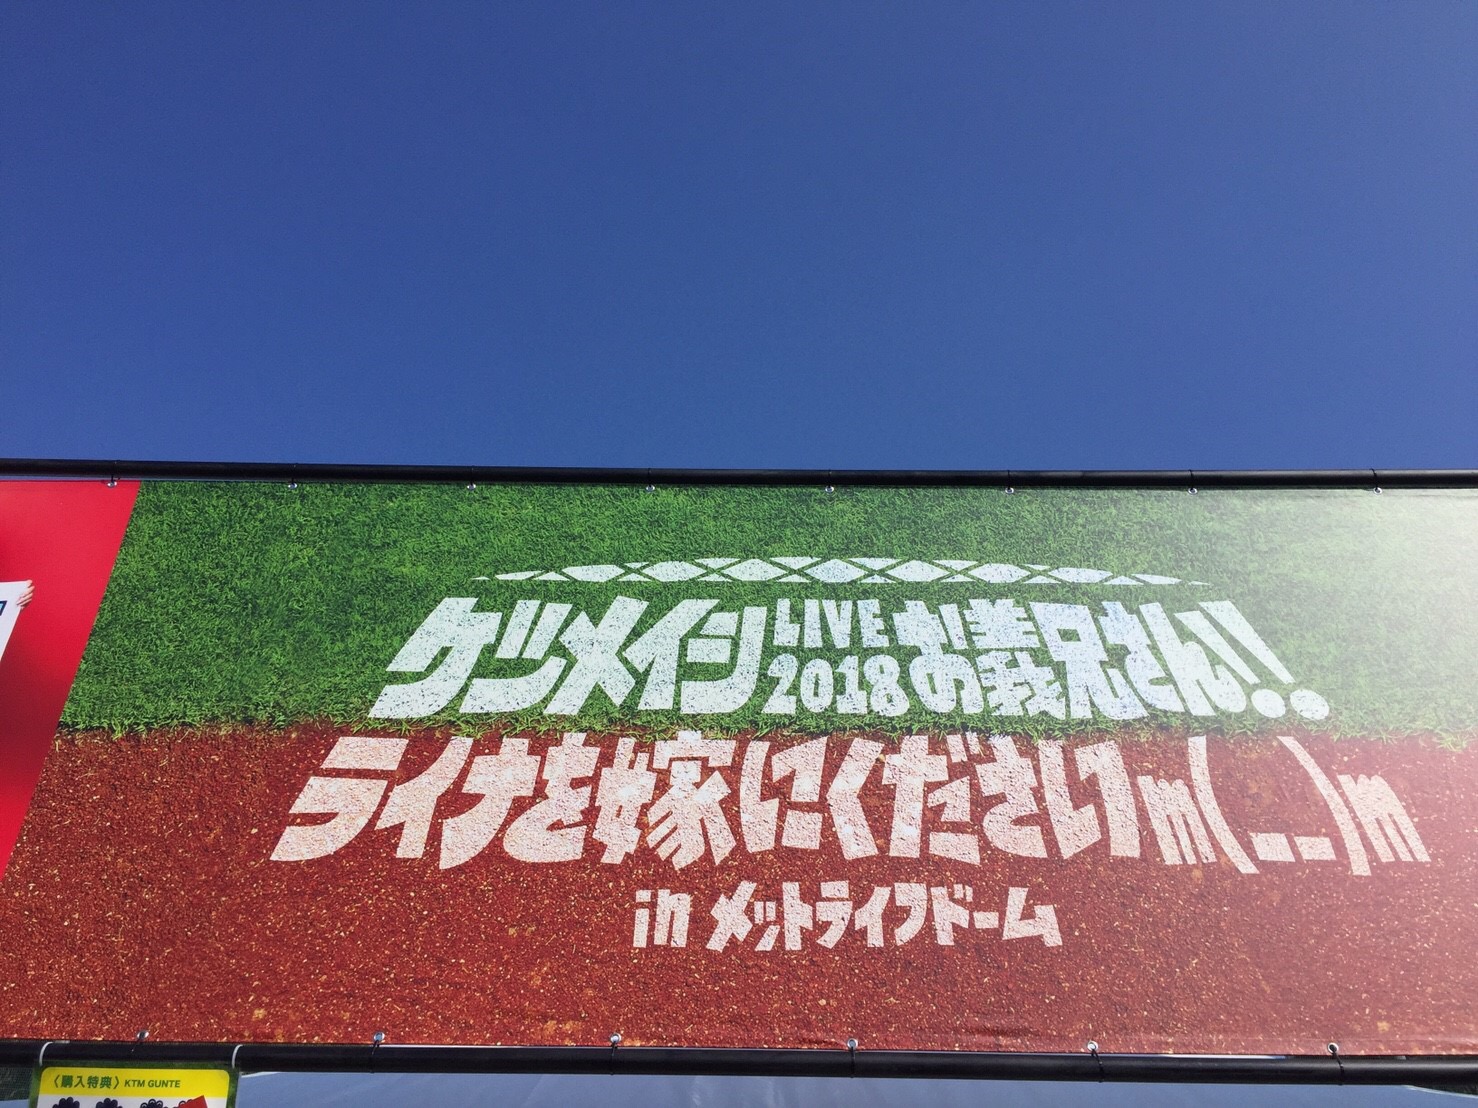 ケツメイシ LIVE 2018 お義兄さん!!
ライナを嫁にくださいm(_ _)m
in メットライフドーム
〈購入特典〉KTM GUNTE